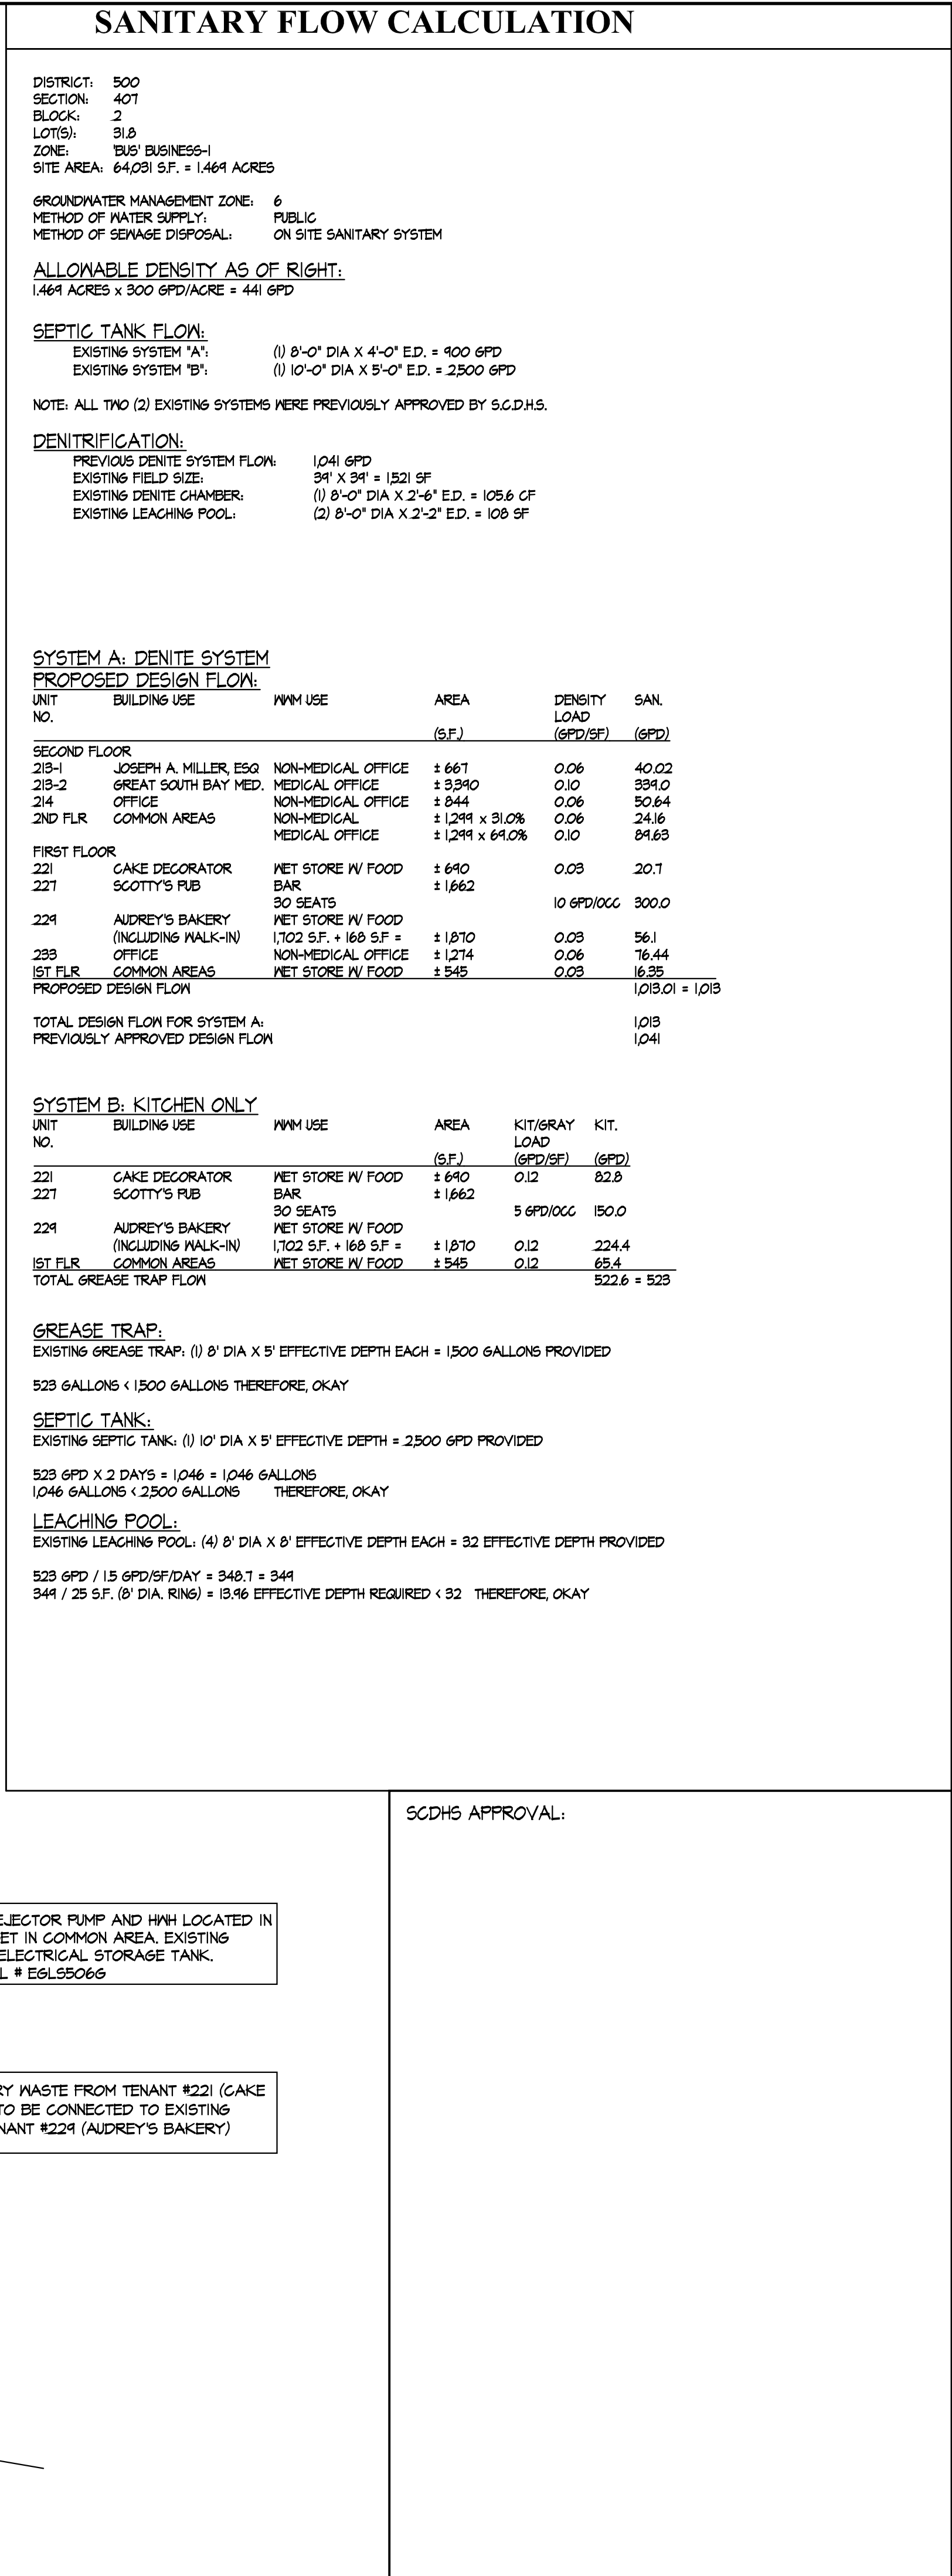 SANITARY FLOW CALCULATION
DISTRICT: 500
SECTION: 407
BLOCK: 2
LOT(S): 31.8
ZONE: 'BUS' BUSINESS-1
SITE AREA: 64,031 S.F. = 1.469 ACRES
GROUNDWATER MANAGEMENT ZONE: 6
METHOD OF WATER SUPPLY: PUBLIC
METHOD OF SEWAGE DISPOSAL: ON SITE SANITARY SYSTEM
ALLOWABLE DENSITY AS OF RIGHT:
1.469 ACRES x 300 GPD/ACRE = 441 GPD
SEPTIC TANK FLOW:
EXISTING SYSTEM "A": (1) 8'-0" DIA X 4'-0" E.D. = 900 GPD
EXISTING SYSTEM "B": (1) 10'-0" DIA X 5'-0" E.D. = 2,500 GPD
NOTE: ALL TWO (2) EXISTING SYSTEMS WERE PREVIOUSLY APPROVED BY S.C.D.H.S.
DENITRIFICATION:
PREVIOUS DENITE SYSTEM FLOW: 1,041 GPD
EXISTING FIELD SIZE: 39' X 39' = 1,521 SF
EXISTING DENITE CHAMBER: (1) 8'-0" DIA X 2'-6" E.D. = 105.6 CF
EXISTING LEACHING POOL: (2) 8'-0" DIA X 2'-2" E.D. = 108 SF
SYSTEM A: DENITE SYSTEM
PROPOSED DESIGN FLOW:
UNIT BUILDING USE WWM USE AREA DENSITY SAN.
NO. LOAD
(S.F.) (GPD/SF) (GPD)
SECOND FLOOR
213-1 JOSEPH A. MILLER, ESQ NON-MEDICAL OFFICE ± 667 0.06 40.02
213-2 GREAT SOUTH BAY MED. MEDICAL OFFICE ± 3,390 0.10 339.0
214 OFFICE NON-MEDICAL OFFICE ± 844 0.06 50.64
2ND FLR COMMON AREAS NON-MEDICAL ± 1,299 x 31.0% 0.06 24.16
MEDICAL OFFICE ± 1,299 x 69.0% 0.10 89.63
FIRST FLOOR
221 CAKE DECORATOR WET STORE W/ FOOD ± 690 0.03 20.7
227 SCOTTY'S PUB BAR ± 1,662
30 SEATS 10 GPD/OCC 300.0
229 AUDREY'S BAKERY WET STORE W/ FOOD
(INCLUDING WALK-IN) 1,702 S.F. + 168 S.F = ± 1,870 0.03 56.1
233 OFFICE NON-MEDICAL OFFICE ± 1,274 0.06 76.44
1ST FLR COMMON AREAS WET STORE W/ FOOD ± 545 0.03 16.35
PROPOSED DESIGN FLOW 1,013.01 = 1,013
TOTAL DESIGN FLOW FOR SYSTEM A: 1,013
PREVIOUSLY APPROVED DESIGN FLOW 1,041
SYSTEM B: KITCHEN ONLY
UNIT BUILDING USE WWM USE AREA KIT/GRAY KIT.
NO. LOAD
(S.F.) (GPD/SF) (GPD)
221 CAKE DECORATOR WET STORE W/ FOOD ± 690 0.12 82.8
227 SCOTTY'S PUB BAR ± 1,662
30 SEATS 5 GPD/OCC 150.0
229 AUDREY'S BAKERY WET STORE W/ FOOD
(INCLUDING WALK-IN) 1,702 S.F. + 168 S.F = ± 1,870 0.12 224.4
1ST FLR COMMON AREAS WET STORE W/ FOOD ± 545 0.12 65.4
TOTAL GREASE TRAP FLOW 522.6 = 523
GREASE TRAP:
EXISTING GREASE TRAP: (1) 8' DIA X 5' EFFECTIVE DEPTH EACH = 1,500 GALLONS PROVIDED
523 GALLONS < 1,500 GALLONS THEREFORE, OKAY
SEPTIC TANK:
EXISTING SEPTIC TANK: (1) 10' DIA X 5' EFFECTIVE DEPTH = 2,500 GPD PROVIDED
523 GPD X 2 DAYS = 1,046 = 1,046 GALLONS
1,046 GALLONS < 2,500 GALLONS THEREFORE, OKAY
LEACHING POOL:
EXISTING LEACHING POOL: (4) 8' DIA X 8' EFFECTIVE DEPTH EACH = 32 EFFECTIVE DEPTH PROVIDED
523 GPD / 1.5 GPD/SF/DAY = 348.7 = 349
349 / 25 S.F. (8' DIA. RING) = 13.96 EFFECTIVE DEPTH REQUIRED < 32 THEREFORE, OKAY
SCDHS APPROVAL:
EJECTOR PUMP AND HWH LOCATED IN
ET IN COMMON AREA. EXISTING
ELECTRICAL STORAGE TANK.
L # EGLS506G
RY WASTE FROM TENANT #221 (CAKE
TO BE CONNECTED TO EXISTING
NANT #229 (AUDREY'S BAKERY)